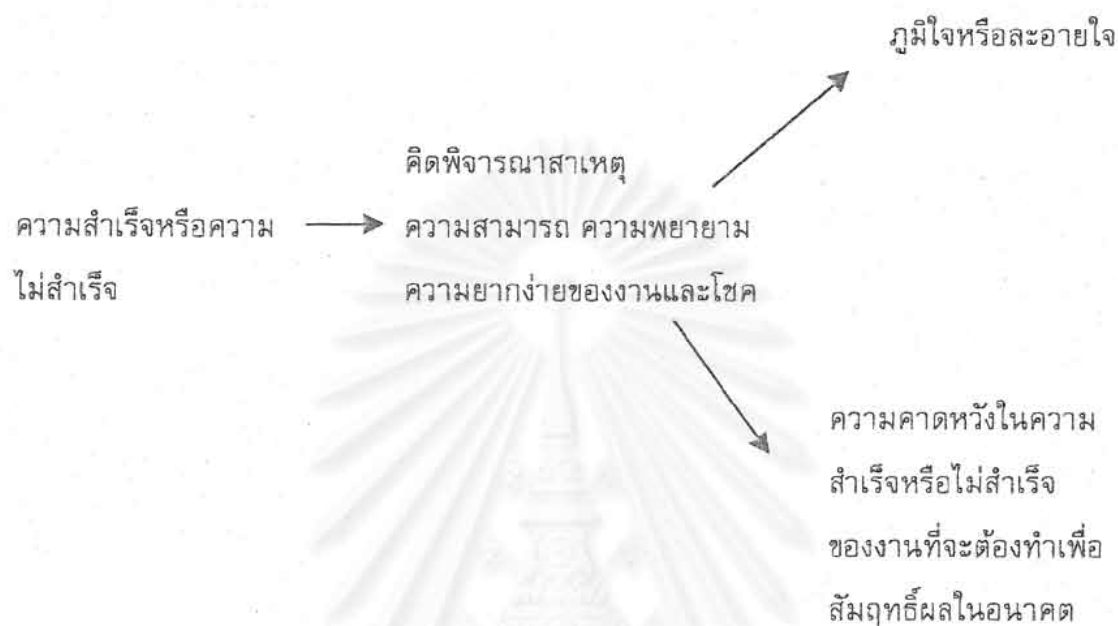 ภูมิใจหรือละอายใจ
คิดพิจารณาสาเหตุ
ความสำเร็จหรือความ
ไม่สำเร็จ
ความสามารถ ความพยายาม
ความยากง่ายของงานและโชค
ความคาดหวังในความ
สำเร็จหรือไม่สำเร็จ
ของงานที่จะต้องทำเพื่อ
สัมฤทธิ์ผลในอนาคต